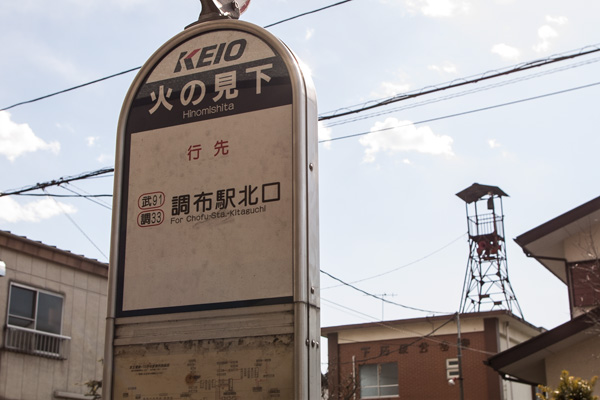 KEIO
火の見下
Hinomishita
行先
武91
調33
調布駅北口
For Chofu-Sta.-Kitaguchi